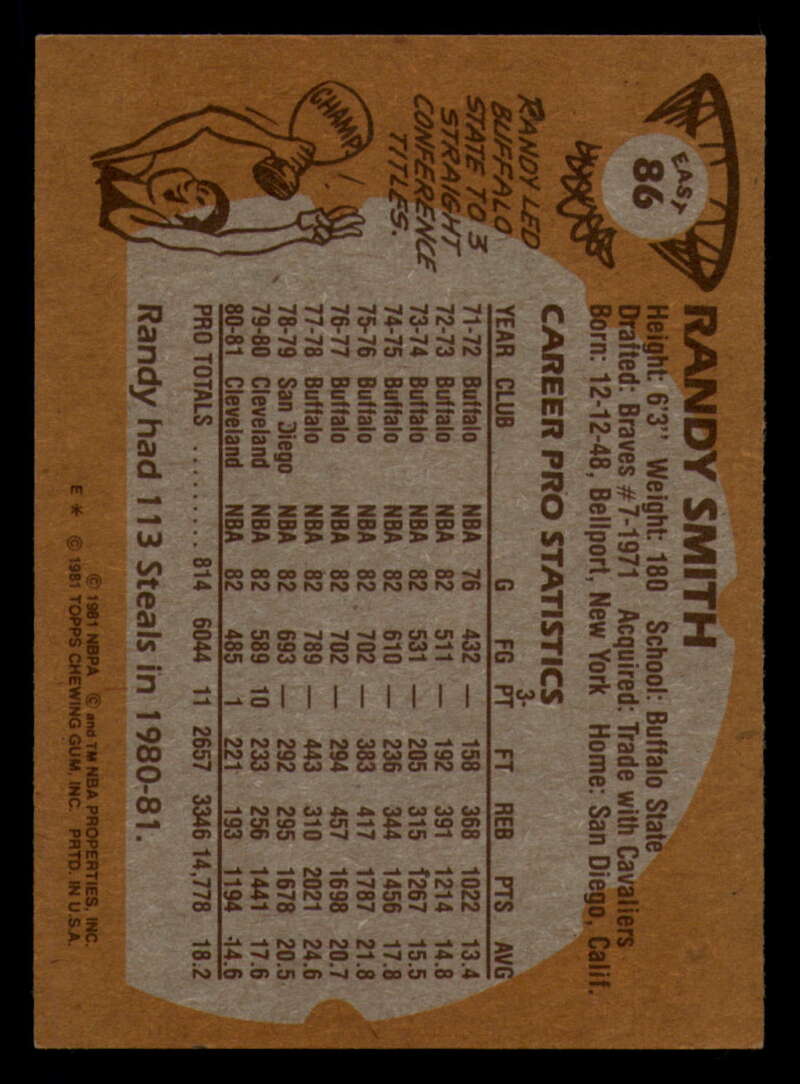 EAST
86
RANDY SMITH
Height: 6'3" Weight: 180 School: Buffalo State
Drafted: Braves #7-1971 Acquired: Trade with Cavaliers
Born: 12-12-48, Bellport, New York Home: San Diego, Calif.
CHAMP
RANDY LED
BUFFALO
STATE TO 3
STRAIGHT
CONFERENCE
TITLES.
CAREER PRO STATISTICS
YEAR CLUB G FG 3-PT FT REB PTS AVG
71-72 Buffalo NBA 76 432 — 158 368 1022 13.4
72-73 Buffalo NBA 82 511 — 192 391 1214 14.8
73-74 Buffalo NBA 82 531 — 205 315 1267 15.5
74-75 Buffalo NBA 82 610 — 236 344 1456 17.8
75-76 Buffalo NBA 82 702 — 383 417 1787 21.8
76-77 Buffalo NBA 82 702 — 294 457 1698 20.7
77-78 Buffalo NBA 82 789 — 443 310 2021 24.6
78-79 San Diego NBA 82 693 — 292 295 1678 20.5
79-80 Cleveland NBA 82 589 10 233 256 1441 17.6
80-81 Cleveland NBA 82 485 1 221 193 1194 14.6
PRO TOTALS .......... 814 6044 11 2657 3346 14,778 18.2
Randy had 113 Steals in 1980-81.
© 1981 NBPA © and TM NBA PROPERTIES, INC.
E * © 1981 TOPPS CHEWING GUM, INC. PRTD. IN U.S.A.